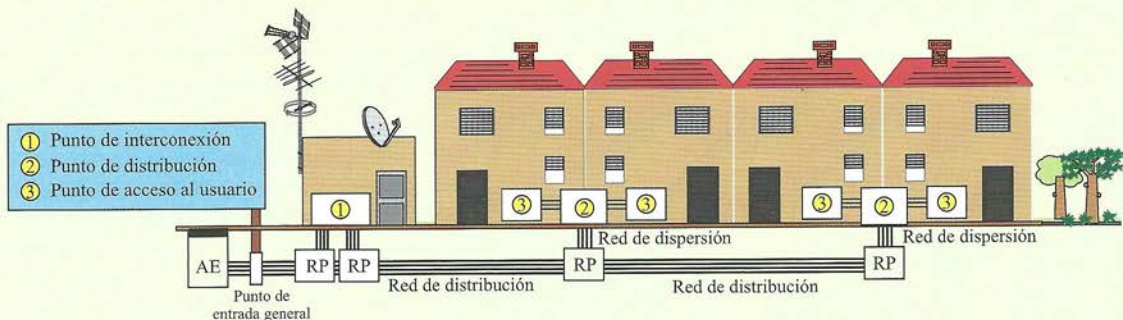 ① Punto de interconexión
② Punto de distribución
③ Punto de acceso al usuario
①
③ ② ③
③ ② ③
Red de dispersión
Red de dispersión
AE
RP
RP
RP
RP
Red de distribución
Red de distribución
Punto de
entrada general